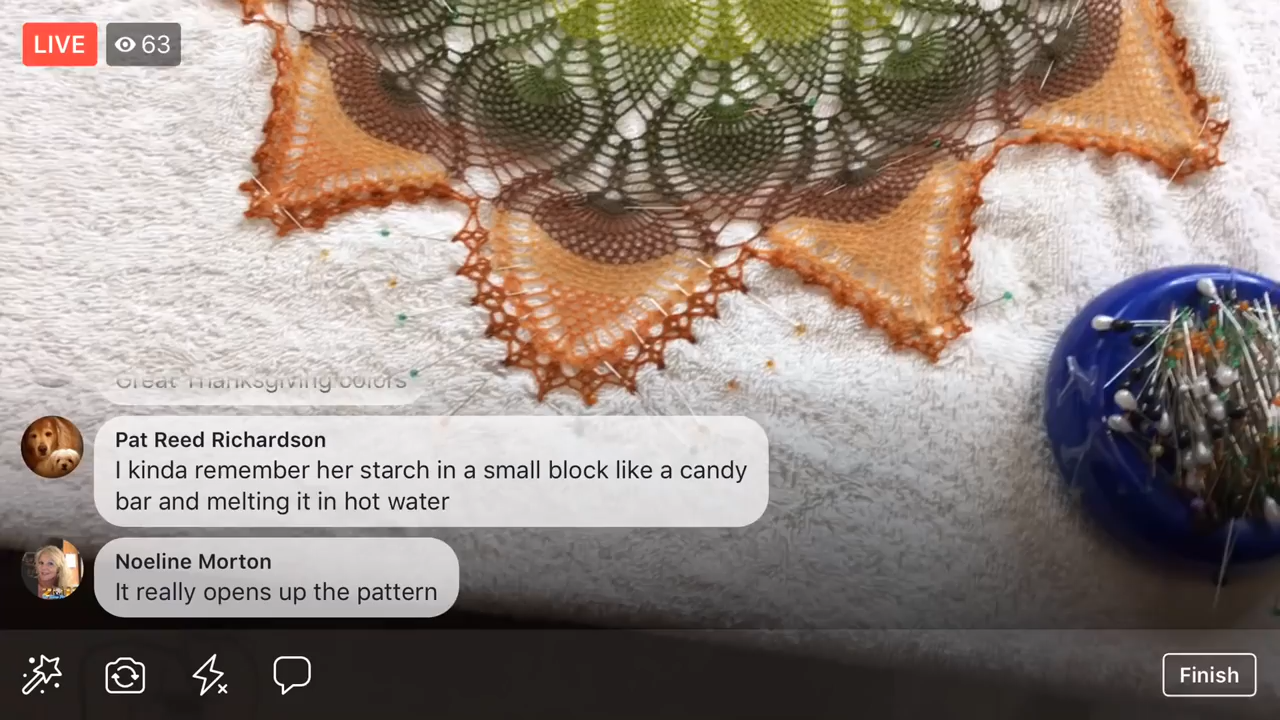 LIVE
63
Great Thanksgiving colors
Pat Reed Richardson
I kinda remember her starch in a small block like a candy
bar and melting it in hot water
Noeline Morton
It really opens up the pattern
Finish